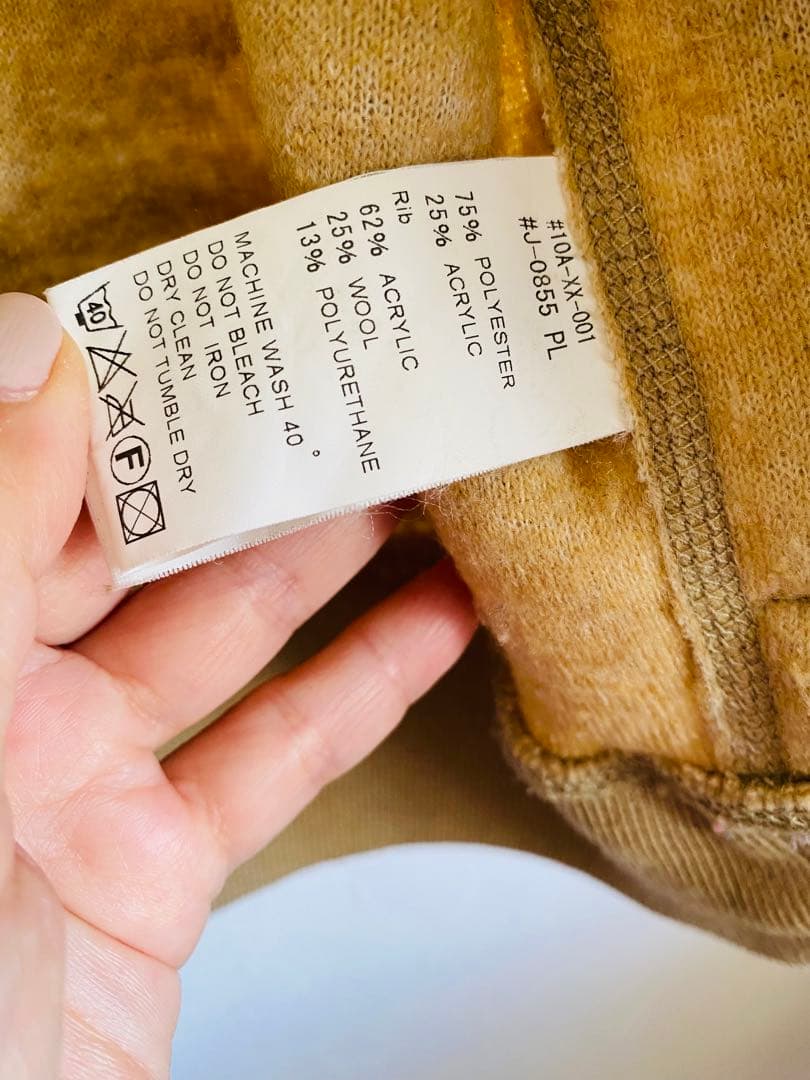 #10A-XX-001
#J-0855 PL
75% POLYESTER
25% ACRYLIC
Rib
62% ACRYLIC
25% WOOL
13% POLYURETHANE
MACHINE WASH 40°
DO NOT BLEACH
DO NOT IRON
DRY CLEAN
DO NOT TUMBLE DRY
40
F